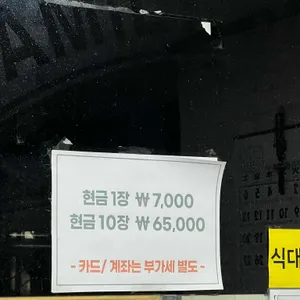 현금 1장 ₩ 7,000
현금 10장 ₩ 65,000
- 카드/ 계좌는 부가세 별도 -
식대